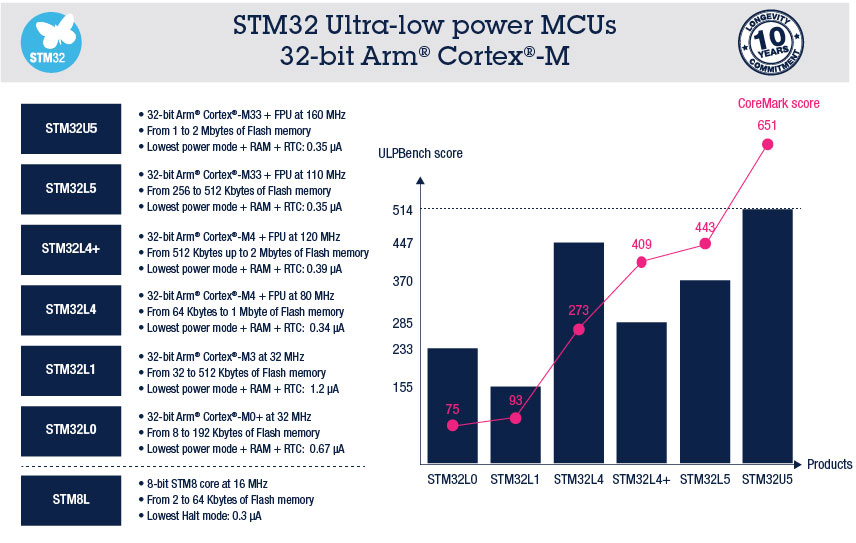 STM32 Ultra-low power MCUs
32-bit Arm® Cortex®-M
STM32
LONGEVITY
10
YEARS
COMMITMENT
STM32U5
• 32-bit Arm® Cortex®-M33 + FPU at 160 MHz
• From 1 to 2 Mbytes of Flash memory
• Lowest power mode + RAM + RTC: 0.35 µA
STM32L5
• 32-bit Arm® Cortex®-M33 + FPU at 110 MHz
• From 256 to 512 Kbytes of Flash memory
• Lowest power mode + RAM + RTC: 0.35 µA
STM32L4+
• 32-bit Arm® Cortex®-M4 + FPU at 120 MHz
• From 512 Kbytes up to 2 Mbytes of Flash memory
• Lowest power mode + RAM + RTC: 0.39 µA
STM32L4
• 32-bit Arm® Cortex®-M4 + FPU at 80 MHz
• From 64 Kbytes to 1 Mbyte of Flash memory
• Lowest power mode + RAM + RTC: 0.34 µA
STM32L1
• 32-bit Arm® Cortex®-M3 at 32 MHz
• From 32 to 512 Kbytes of Flash memory
• Lowest power mode + RAM + RTC: 1.2 µA
STM32L0
• 32-bit Arm® Cortex®-M0+ at 32 MHz
• From 8 to 192 Kbytes of Flash memory
• Lowest power mode + RAM + RTC: 0.67 µA
STM8L
• 8-bit STM8 core at 16 MHz
• From 2 to 64 Kbytes of Flash memory
• Lowest Halt mode: 0.3 µA
CoreMark score
651
ULPBench score
514
447
370
285
233
155
75
93
273
409
443
Products
STM32L0
STM32L1
STM32L4
STM32L4+
STM32L5
STM32U5